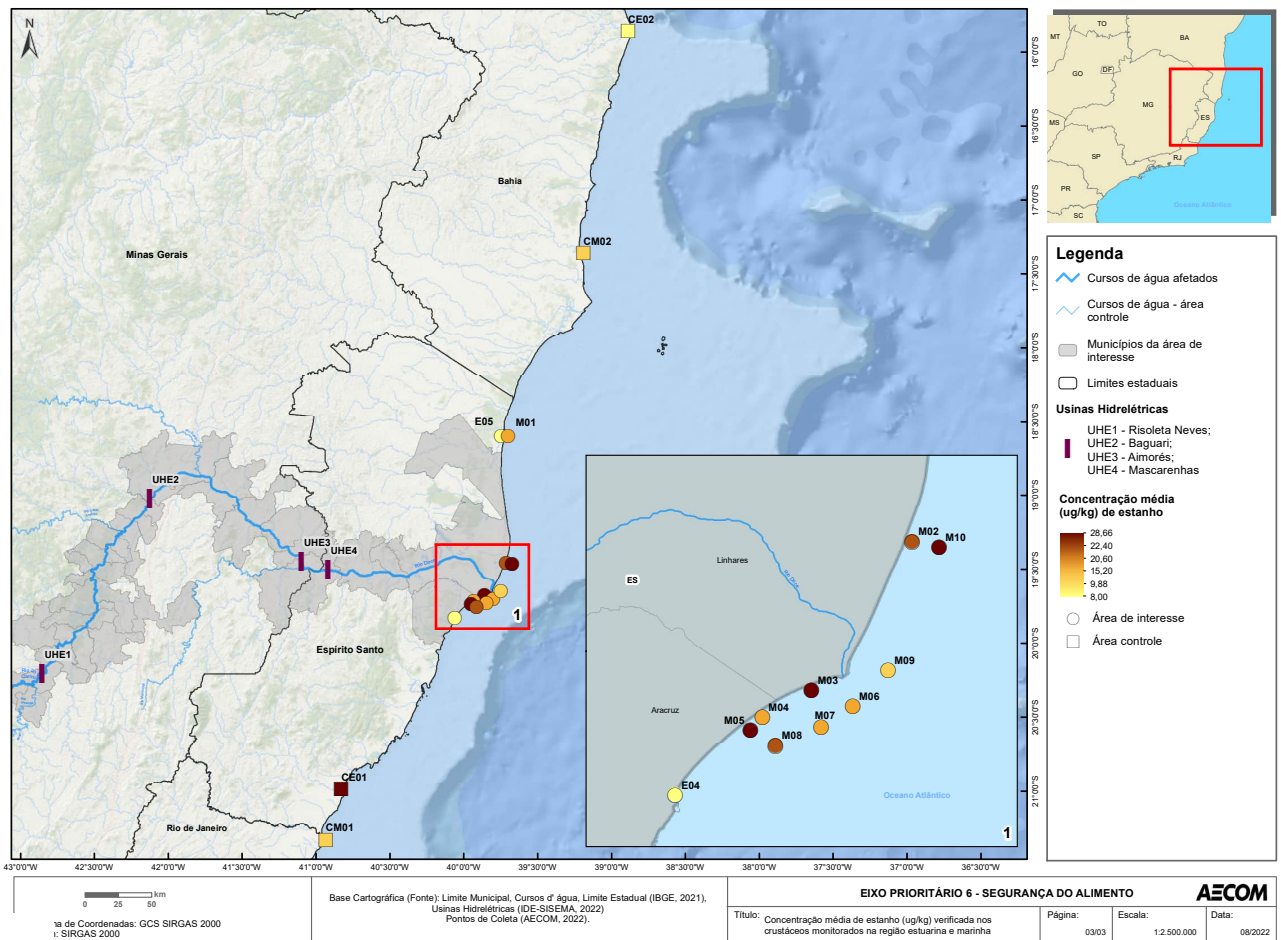 N
CE02
Bahia
Minas Gerais
CM02
E05
M01
UHE2
UHE3
UHE4
Rio Doce
1
Espírito Santo
UHE1
CE01
Rio de Janeiro
CM01
M02
M10
Linhares
ES
Rio Doce
M09
M03
M06
Aracruz
M04
M07
M05
M08
E04
Oceano Atlântico
1
16°0'0"S
16°30'0"S
17°0'0"S
17°30'0"S
18°0'0"S
18°30'0"S
19°0'0"S
19°30'0"S
20°0'0"S
20°30'0"S
21°0'0"S
43°0'0"W
42°30'0"W
42°0'0"W
41°30'0"W
41°0'0"W
40°30'0"W
40°0'0"W
39°30'0"W
39°0'0"W
38°30'0"W
38°0'0"W
37°30'0"W
37°0'0"W
36°30'0"W
TO
MT
BA
GO
DF
MG
MS
ES
SP
RJ
PR
SC
Oceano Atlântico
Legenda
Cursos de água afetados
Cursos de água - área
controle
Municípios da área de
interesse
Limites estaduais
Usinas Hidrelétricas
UHE1 - Risoleta Neves;
UHE2 - Baguari;
UHE3 - Aimorés;
UHE4 - Mascarenhas
Concentração média
(ug/kg) de estanho
28,66
22,40
15,20
9,88
8,00
Área de interesse
Área controle
km
0 25 50
na de Coordenadas: GCS SIRGAS 2000
: SIRGAS 2000
Base Cartográfica (Fonte): Limite Municipal, Cursos d' água, Limite Estadual (IBGE, 2021),
Usinas Hidrelétricas (IDE-SISEMA, 2022)
Pontos de Coleta (AECOM, 2022).
EIXO PRIORITÁRIO 6 - SEGURANÇA DO ALIMENTO
AECOM
Título: Concentração média de estanho (ug/kg) verificada nos
crustáceos monitorados na região estuarina e marinha
Página:
03/03
Escala:
1:2.500.000
Data:
08/2022